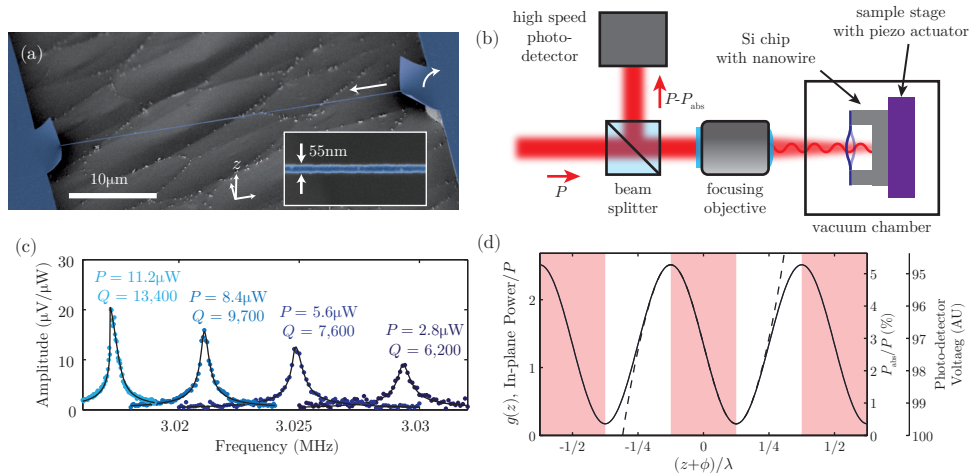 (a)
z
55nm
10μm
(b)
high speed
photo-
detector
Si chip
with nanowire
sample stage
with piezo actuator
P-Pabs
P
beam
splitter
focusing
objective
vacuum chamber
(c)
Amplitude (μV/μW)
30
20
10
0
P = 11.2μW
Q = 13,400
P = 8.4μW
Q = 9,700
P = 5.6μW
Q = 7,600
P = 2.8μW
Q = 6,200
3.02
3.025
3.03
Frequency (MHz)
(d)
g(z), In-plane Power/P
2
1
0
-1/2
-1/4
0
1/4
1/2
(z+ϕ)/λ
5
4
3
2
1
0
Pabs/P (%)
94
95
96
97
98
99
100
Photo-detector
Voltaeg (AU)